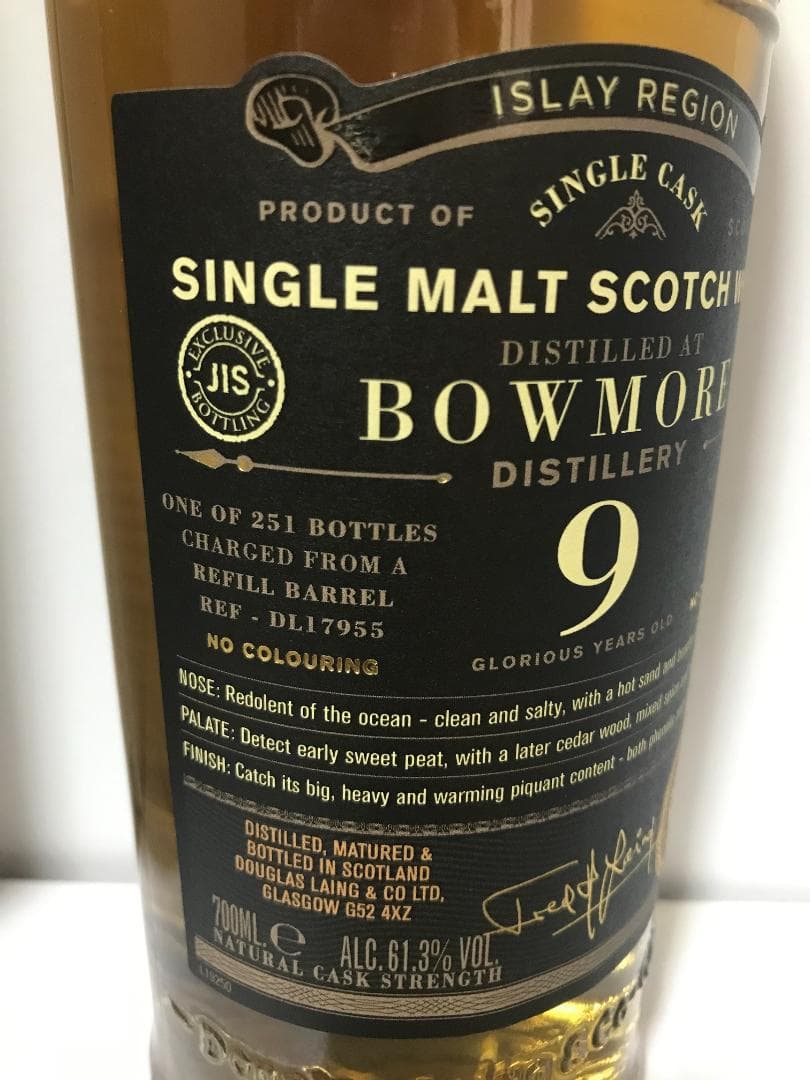 ISLAY REGION
SINGLE CASK
PRODUCT OF
SINGLE MALT SCOTCH
EXCLUSIVE
JIS
BOTTLING
DISTILLED AT
BOWMORE
DISTILLERY
ONE OF 251 BOTTLES
CHARGED FROM A
REFILL BARREL
REF - DL17955
NO COLOURING
9
GLORIOUS YEARS OLD
NOSE: Redolent of the ocean - clean and salty, with a hot sand and
PALATE: Detect early sweet peat, with a later cedar wood, mixed
FINISH: Catch its big, heavy and warming piquant content - both
DISTILLED, MATURED &
BOTTLED IN SCOTLAND
DOUGLAS LAING & CO LTD,
GLASGOW G52 4XZ
Fred H Laing
700ML. e ALC. 61.3% VOL.
NATURAL CASK STRENGTH
L19250